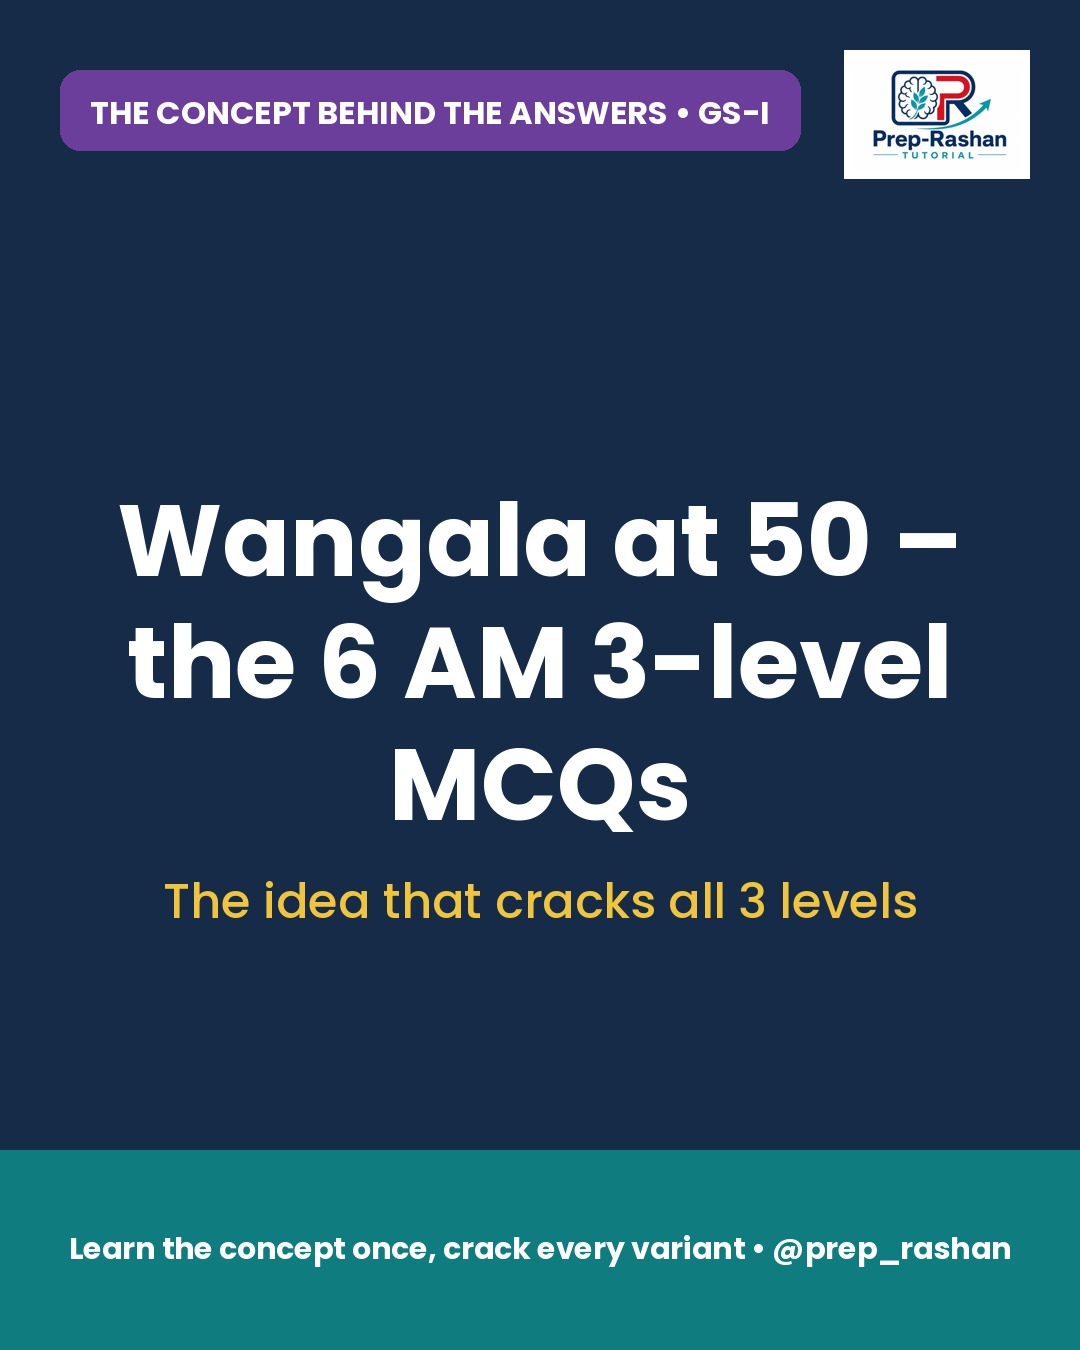 THE CONCEPT BEHIND THE ANSWERS • GS-I
Prep-Rashan
TUTORIAL
Wangala at 50 –
the 6 AM 3-level
MCQs
The idea that cracks all 3 levels
Learn the concept once, crack every variant • @prep_rashan